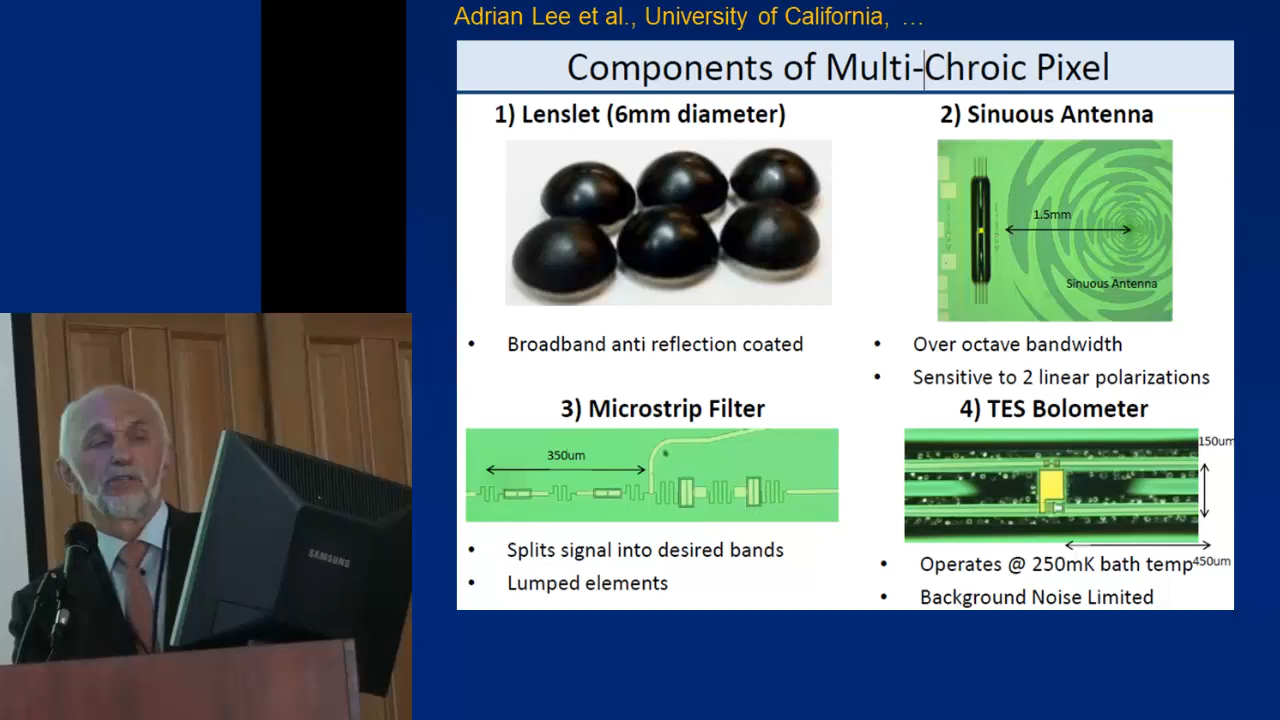 Adrian Lee et al., University of California, …
Components of Multi-Chroic Pixel
1) Lenslet (6mm diameter)
• Broadband anti reflection coated
2) Sinuous Antenna
1.5mm
Sinuous Antenna
• Over octave bandwidth
• Sensitive to 2 linear polarizations
3) Microstrip Filter
350um
• Splits signal into desired bands
• Lumped elements
4) TES Bolometer
150um
450um
• Operates @ 250mK bath temp
• Background Noise Limited
SAMSUNG